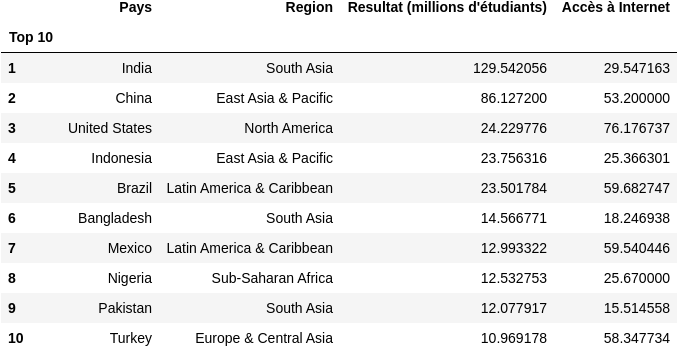 Pays Region Resultat (millions d'étudiants) Accès à Internet
Top 10
1 India South Asia 129.542056 29.547163
2 China East Asia & Pacific 86.127200 53.200000
3 United States North America 24.229776 76.176737
4 Indonesia East Asia & Pacific 23.756316 25.366301
5 Brazil Latin America & Caribbean 23.501784 59.682747
6 Bangladesh South Asia 14.566771 18.246938
7 Mexico Latin America & Caribbean 12.993322 59.540446
8 Nigeria Sub-Saharan Africa 12.532753 25.670000
9 Pakistan South Asia 12.077917 15.514558
10 Turkey Europe & Central Asia 10.969178 58.347734